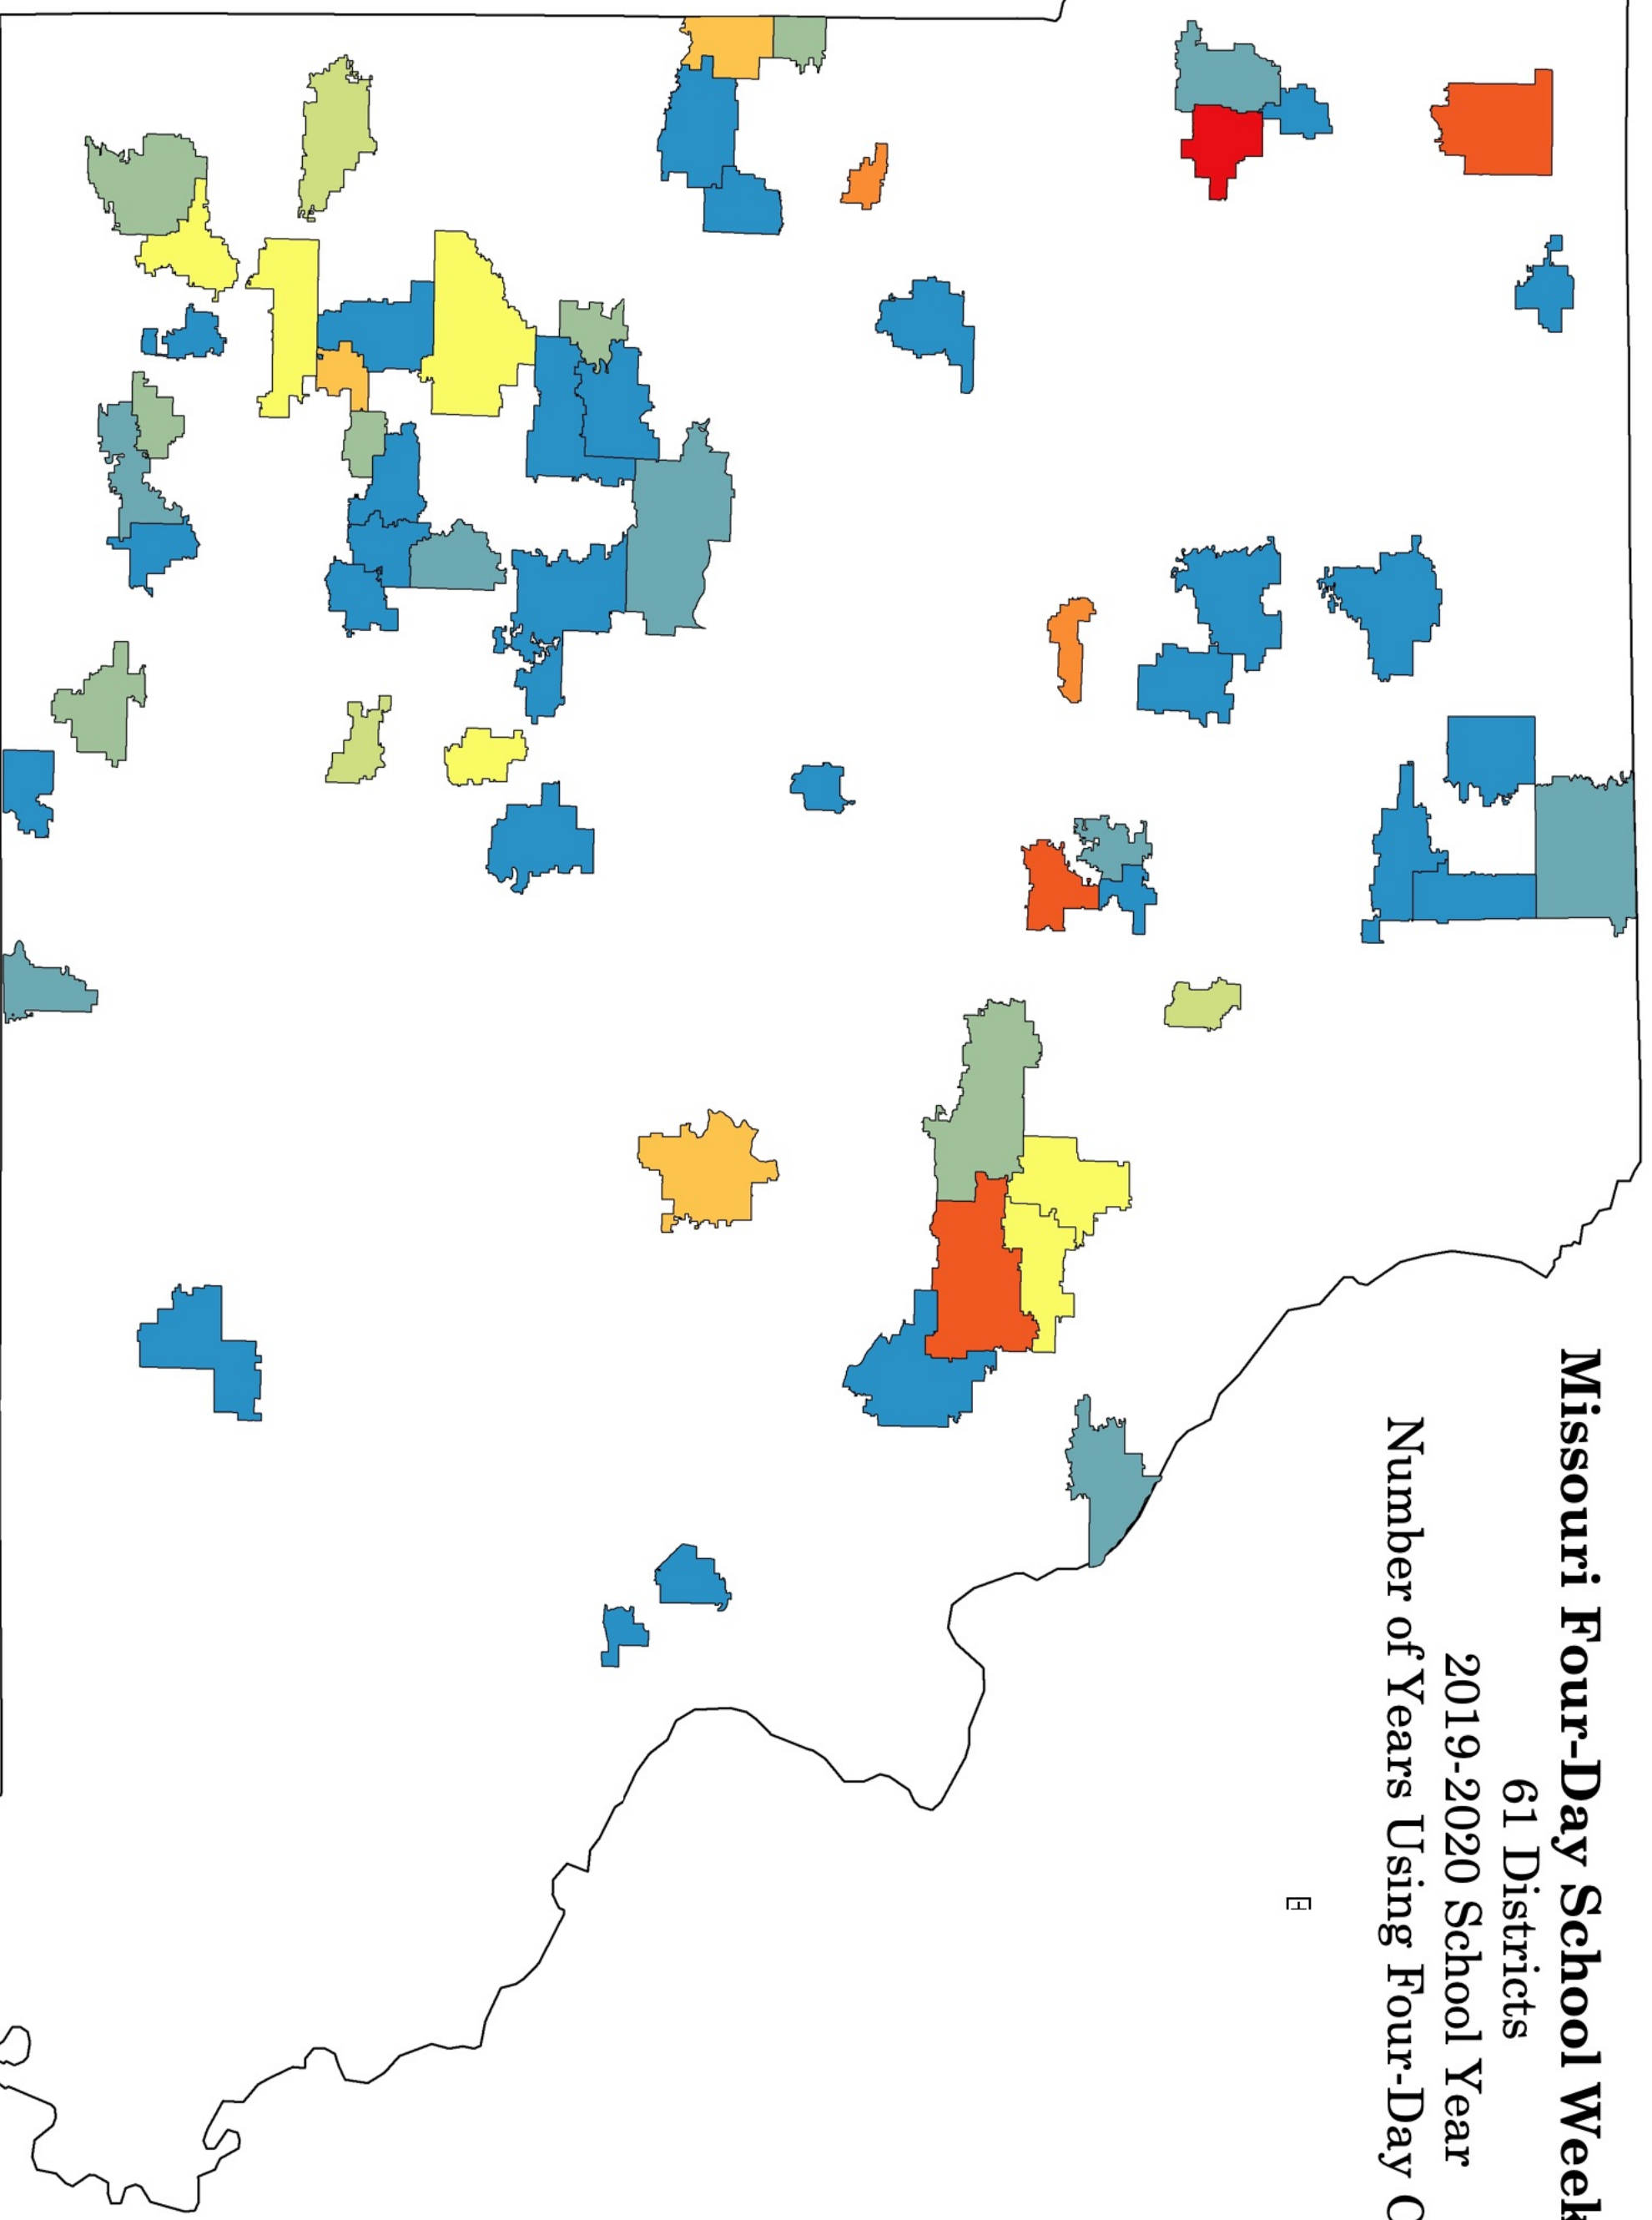 Missouri Four-Day School Week
61 Districts
2019-2020 School Year
Number of Years Using Four-Day